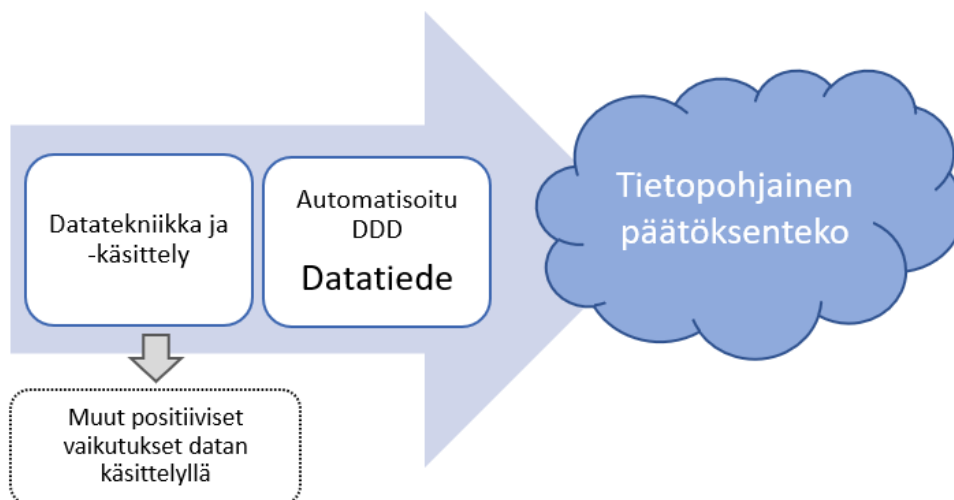 Datatekniikka ja
-käsittely
Automatisoitu
DDD
Datatiede
Tietopohjainen
päätöksenteko
Muut positiiviset
vaikutukset datan
käsittelyllä